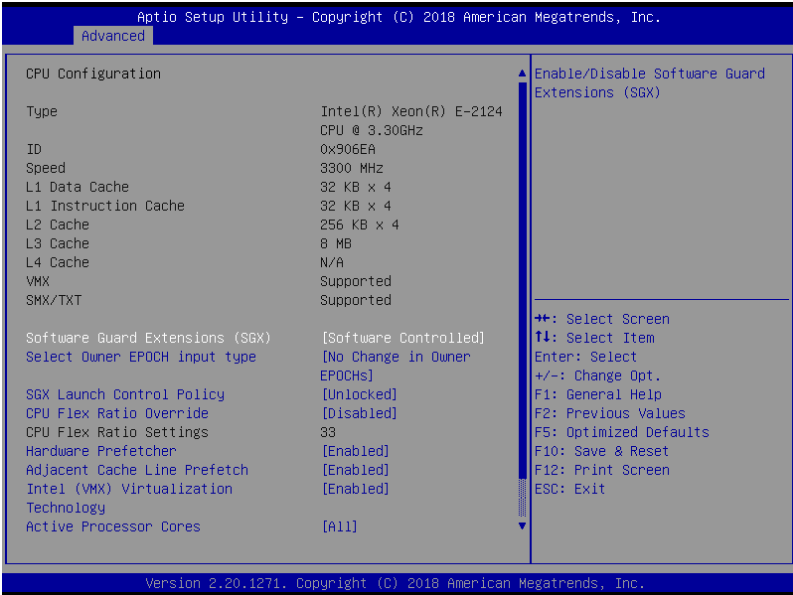 Aptio Setup Utility – Copyright (C) 2018 American Megatrends, Inc.
Advanced
CPU Configuration
Type Intel(R) Xeon(R) E-2124
CPU @ 3.30GHz
ID 0x906EA
Speed 3300 MHz
L1 Data Cache 32 KB x 4
L1 Instruction Cache 32 KB x 4
L2 Cache 256 KB x 4
L3 Cache 8 MB
L4 Cache N/A
VMX Supported
SMX/TXT Supported
Software Guard Extensions (SGX) [Software Controlled]
Select Owner EPOCH input type [No Change in Owner
EPOCHs]
SGX Launch Control Policy [Unlocked]
CPU Flex Ratio Override [Disabled]
CPU Flex Ratio Settings 33
Hardware Prefetcher [Enabled]
Adjacent Cache Line Prefetch [Enabled]
Intel (VMX) Virtualization [Enabled]
Technology
Active Processor Cores [All]
Enable/Disable Software Guard
Extensions (SGX)
→←: Select Screen
↑↓: Select Item
Enter: Select
+/-: Change Opt.
F1: General Help
F2: Previous Values
F5: Optimized Defaults
F10: Save & Reset
F12: Print Screen
ESC: Exit
Version 2.20.1271. Copyright (C) 2018 American Megatrends, Inc.